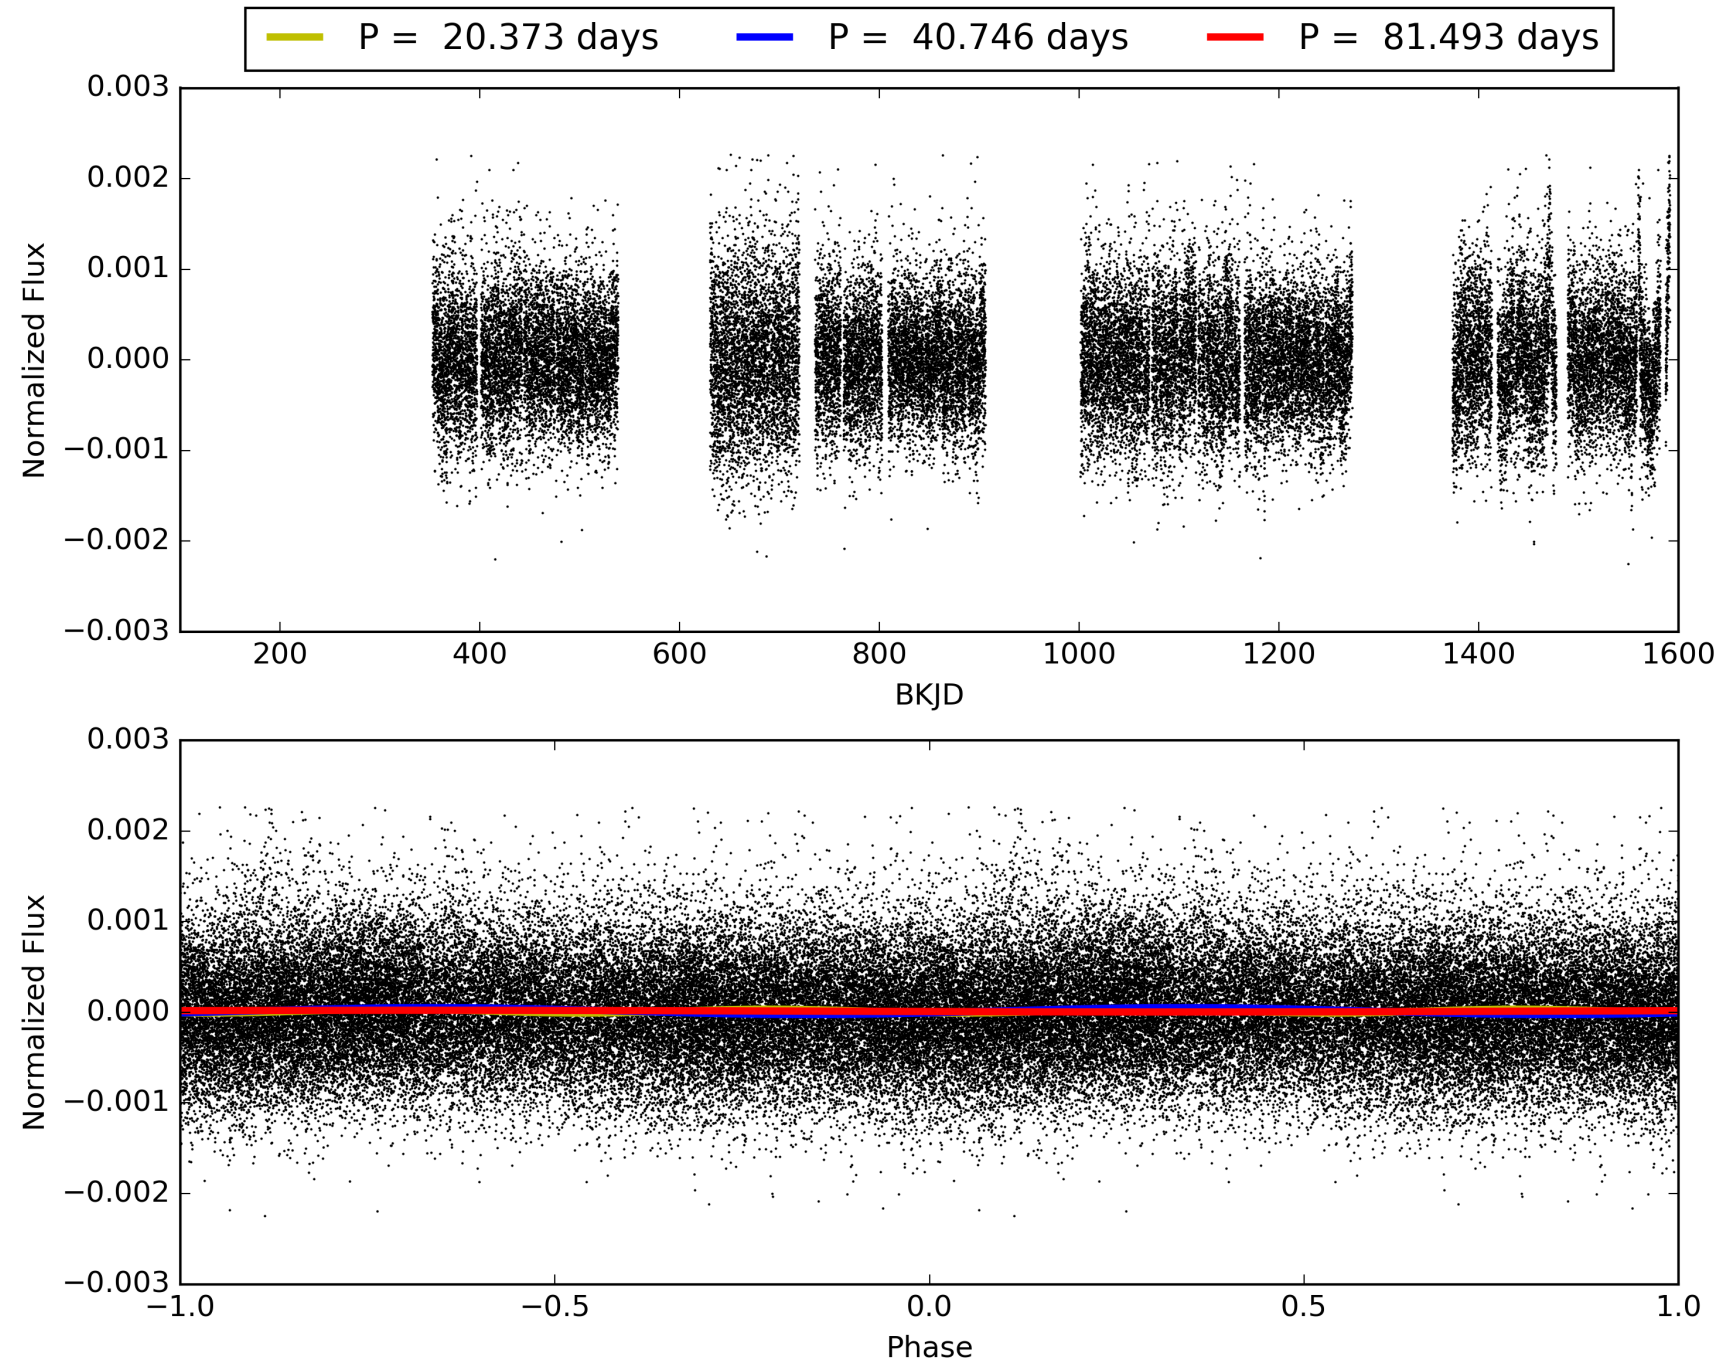 P = 20.373 days P = 40.746 days P = 81.493 days
0.003
0.002
0.001
0.000
−0.001
−0.002
−0.003
Normalized Flux
200 400 600 800 1000 1200 1400 1600
BKJD
0.003
0.002
0.001
0.000
−0.001
−0.002
−0.003
Normalized Flux
−1.0 −0.5 0.0 0.5 1.0
Phase